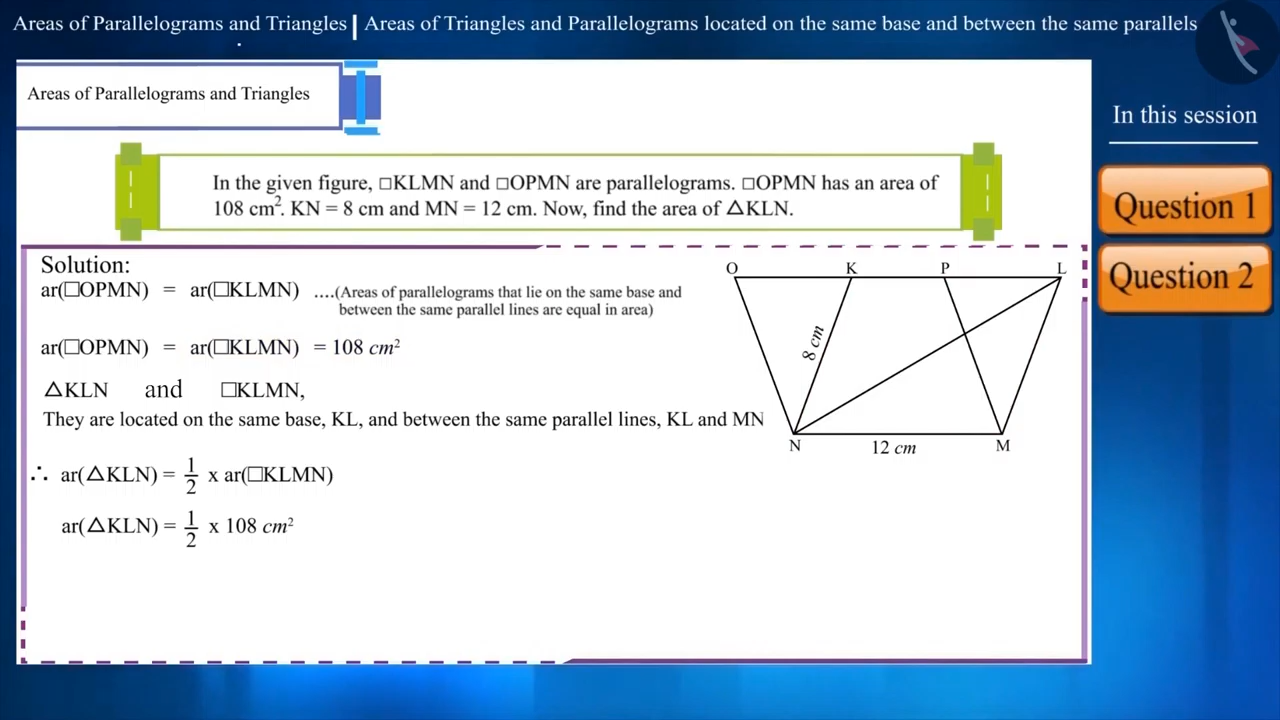 Areas of Parallelograms and Triangles | Areas of Triangles and Parallelograms located on the same base and between the same parallels
Areas of Parallelograms and Triangles
In this session
Question 1
Question 2
In the given figure, □KLMN and □OPMN are parallelograms. □OPMN has an area of
108 cm². KN = 8 cm and MN = 12 cm. Now, find the area of △KLN.
Solution:
ar(□OPMN) = ar(□KLMN) ....(Areas of parallelograms that lie on the same base and
between the same parallel lines are equal in area)
ar(□OPMN) = ar(□KLMN) = 108 cm²
△KLN and □KLMN,
They are located on the same base, KL, and between the same parallel lines, KL and MN
∴ ar(△KLN) = 1/2 x ar(□KLMN)
ar(△KLN) = 1/2 x 108 cm²
O K P L
8 cm
N M
12 cm